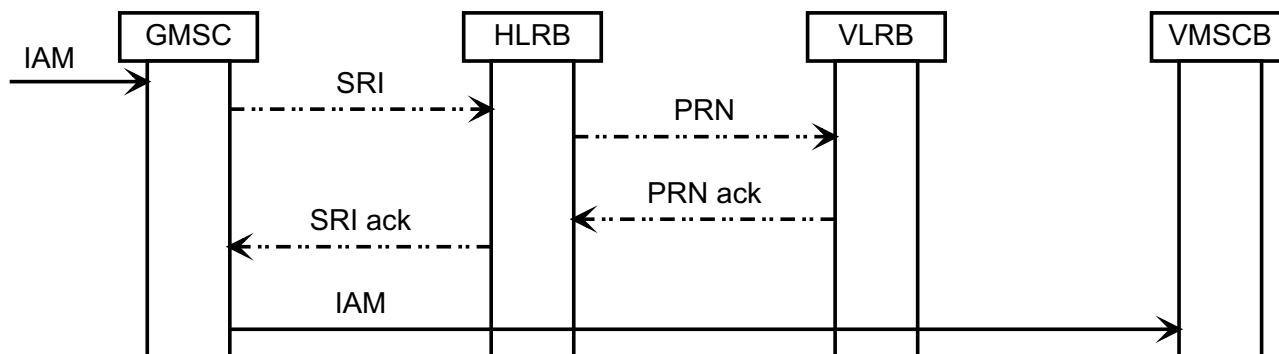 GMSC
HLRB
VLRB
VMSCB
IAM
SRI
PRN
PRN ack
SRI ack
IAM